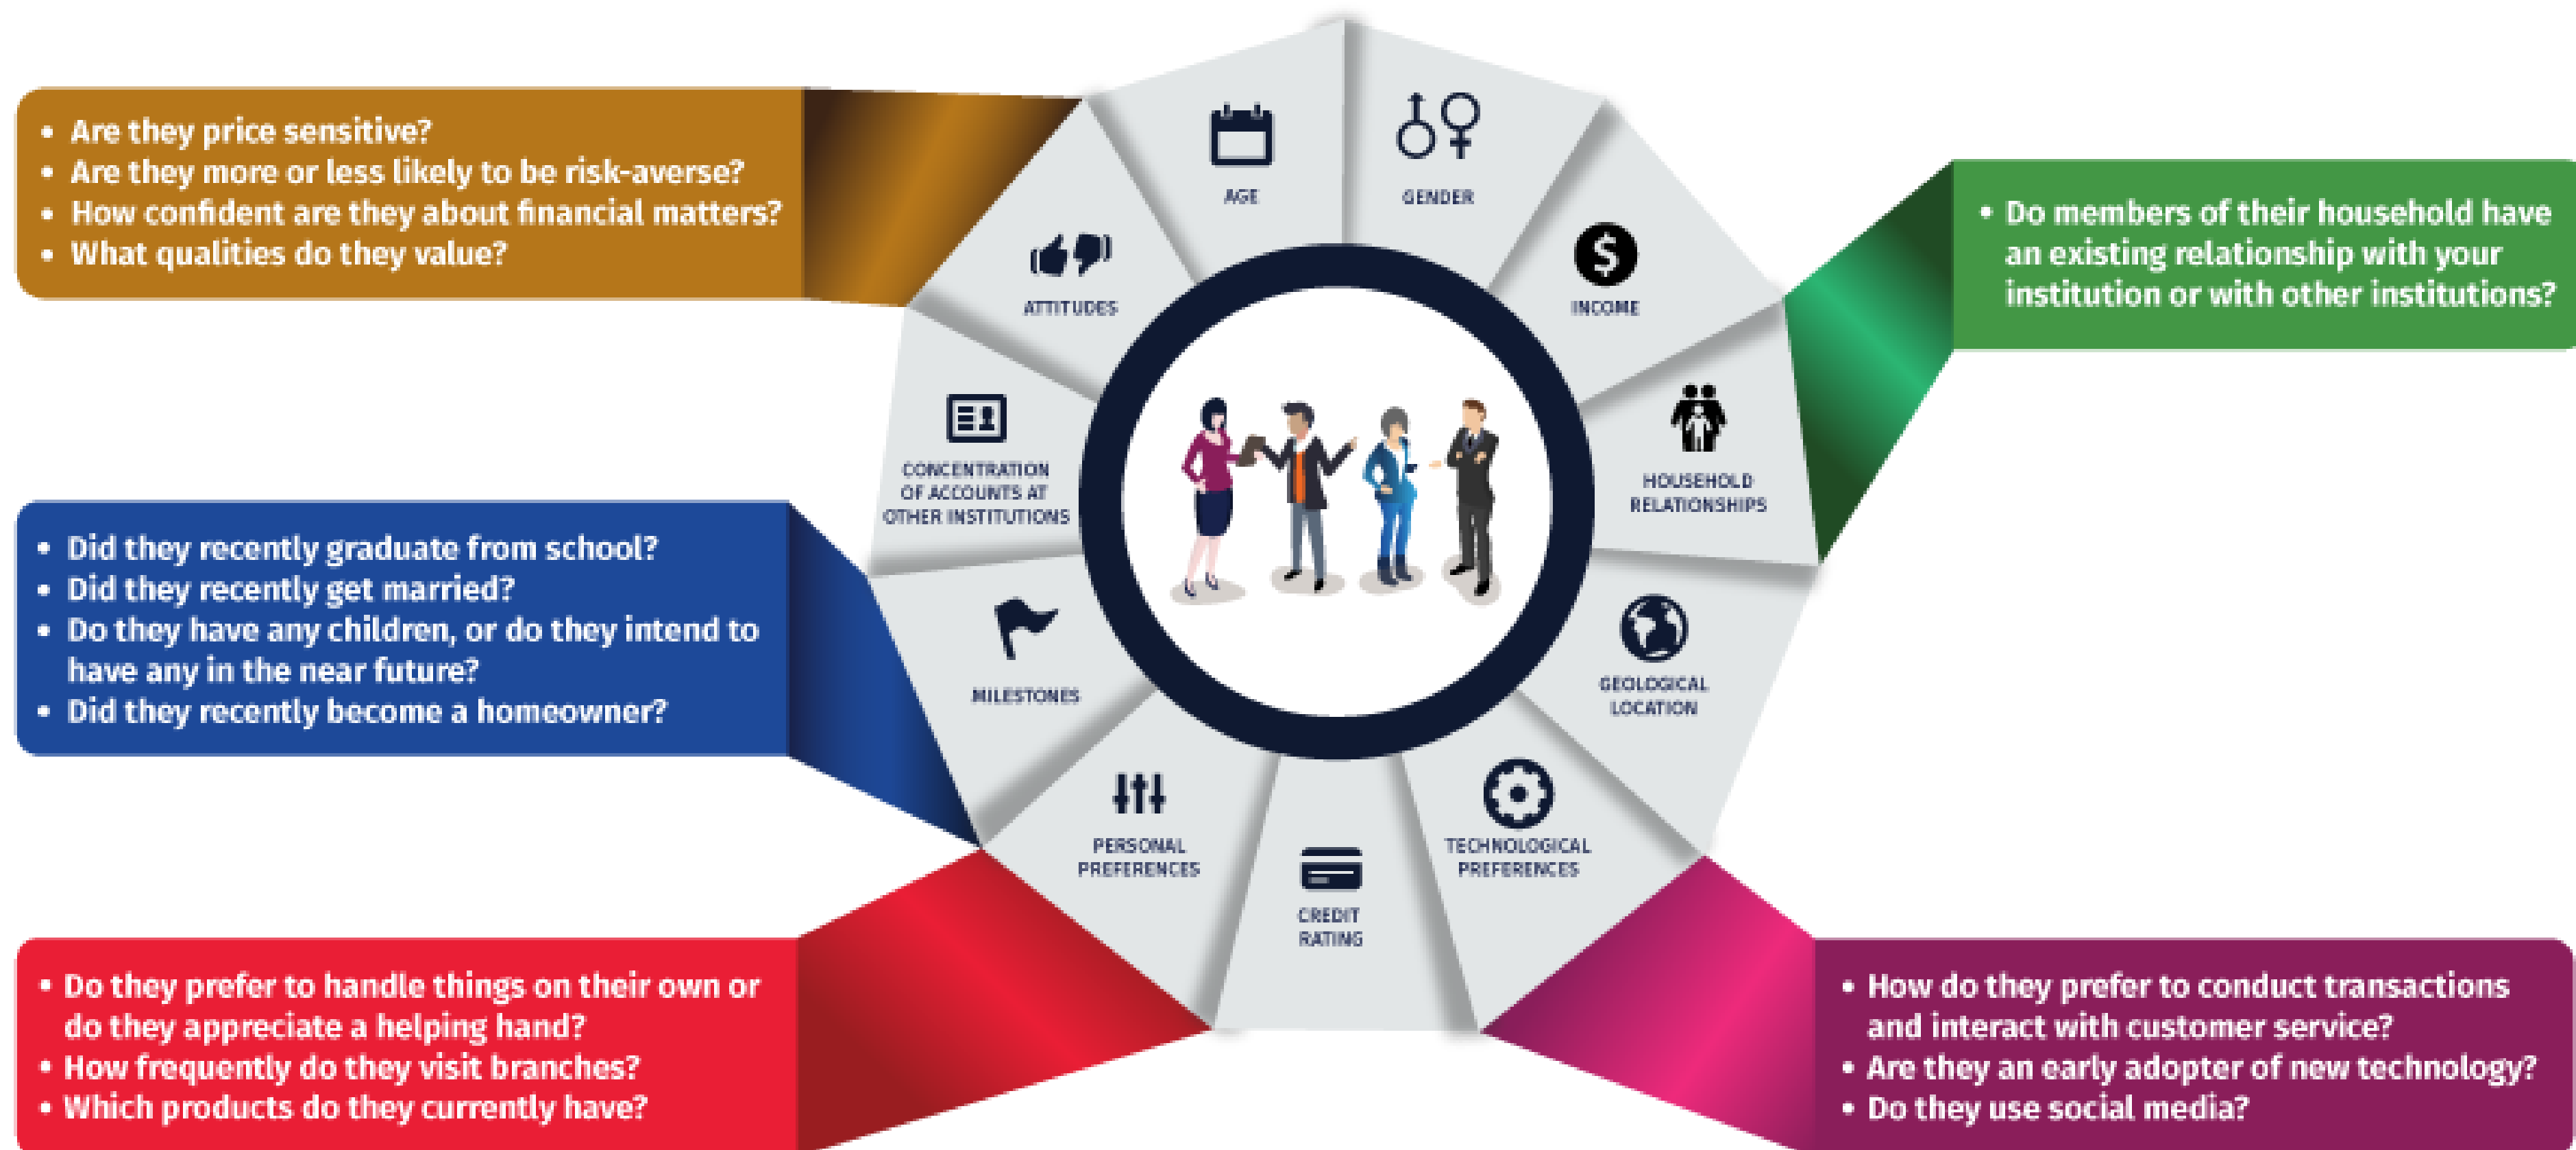 • Are they price sensitive?
• Are they more or less likely to be risk-averse?
• How confident are they about financial matters?
• What qualities do they value?
• Did they recently graduate from school?
• Did they recently get married?
• Do they have any children, or do they intend to
have any in the near future?
• Did they recently become a homeowner?
• Do they prefer to handle things on their own or
do they appreciate a helping hand?
• How frequently do they visit branches?
• Which products do they currently have?
AGE
GENDER
INCOME
HOUSEHOLD
RELATIONSHIPS
GEOLOGICAL
LOCATION
TECHNOLOGICAL
PREFERENCES
CREDIT
RATING
PERSONAL
PREFERENCES
MILESTONES
CONCENTRATION
OF ACCOUNTS AT
OTHER INSTITUTIONS
ATTITUDES
• Do members of their household have
an existing relationship with your
institution or with other institutions?
• How do they prefer to conduct transactions
and interact with customer service?
• Are they an early adopter of new technology?
• Do they use social media?